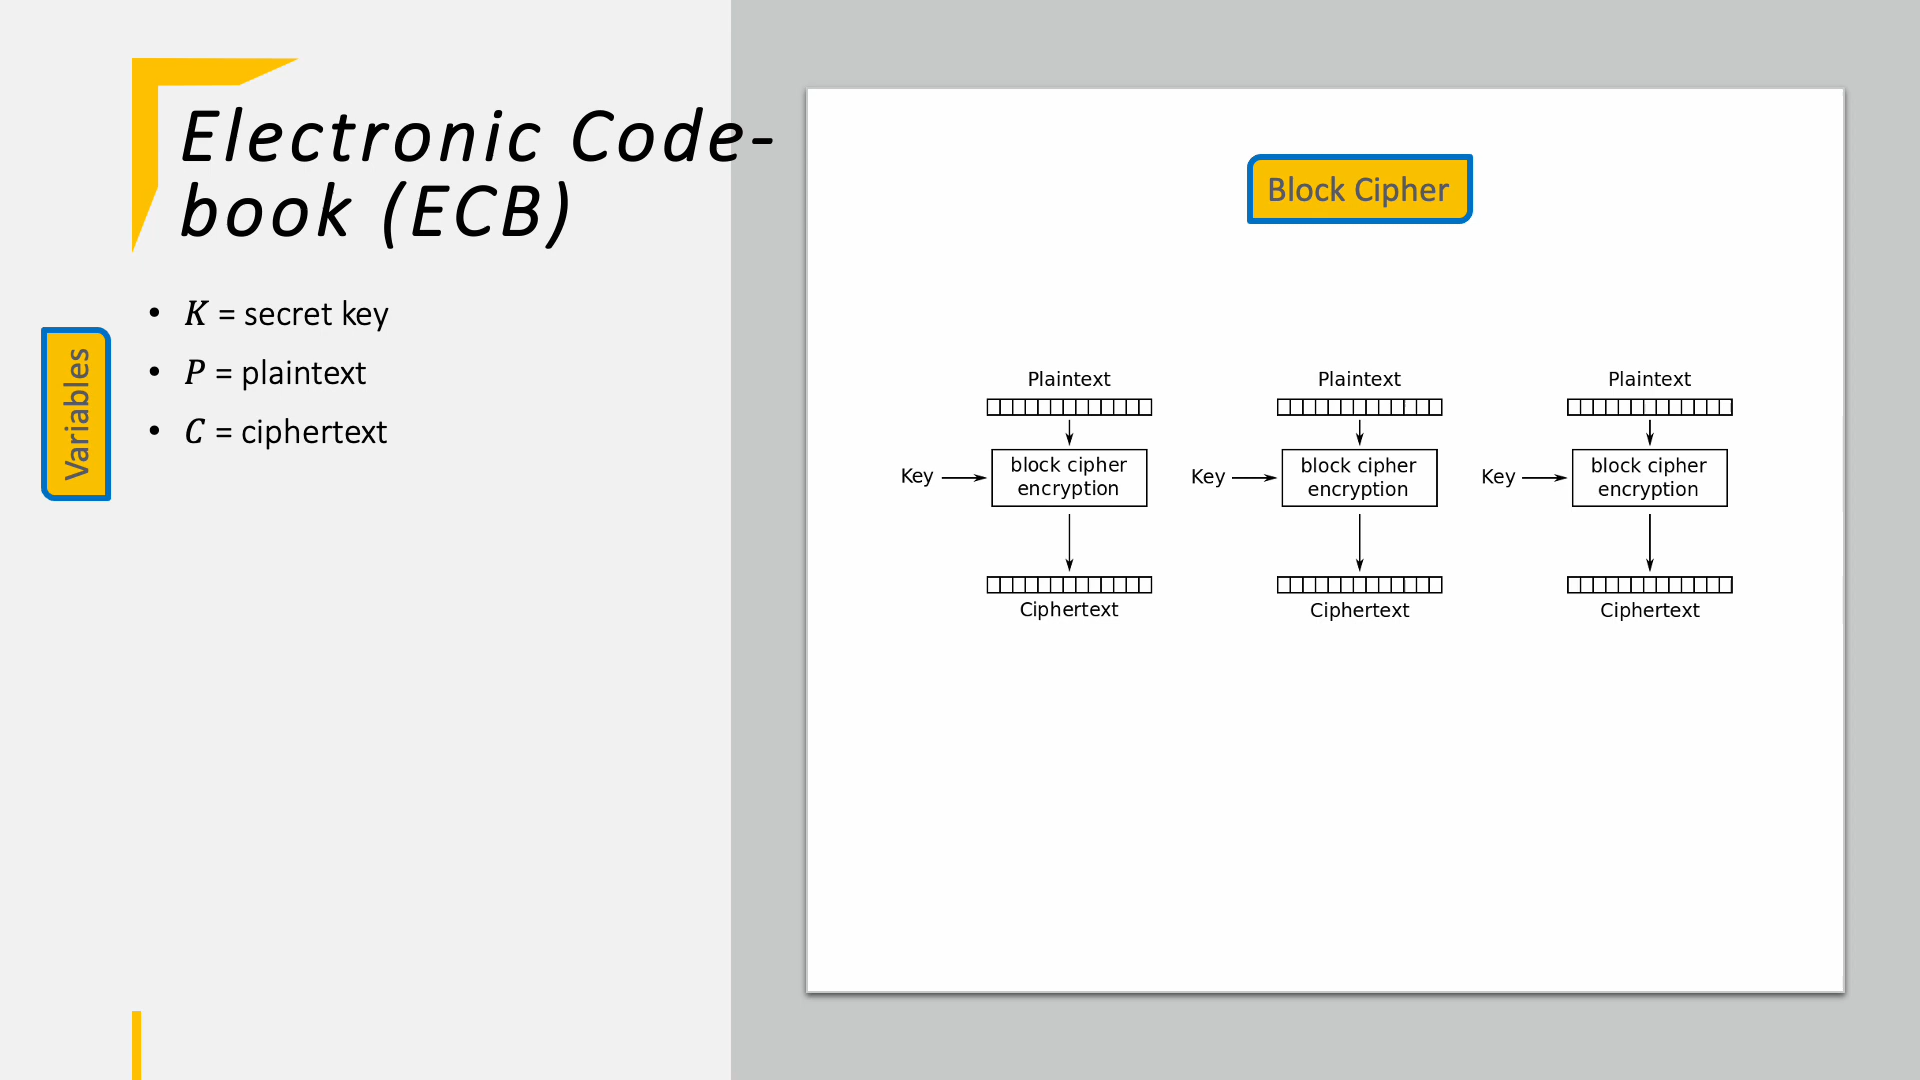 Electronic Code-
book (ECB)
Variables
• K = secret key
• P = plaintext
• C = ciphertext
Block Cipher
Plaintext
Key
block cipher
encryption
Ciphertext
Plaintext
Key
block cipher
encryption
Ciphertext
Plaintext
Key
block cipher
encryption
Ciphertext